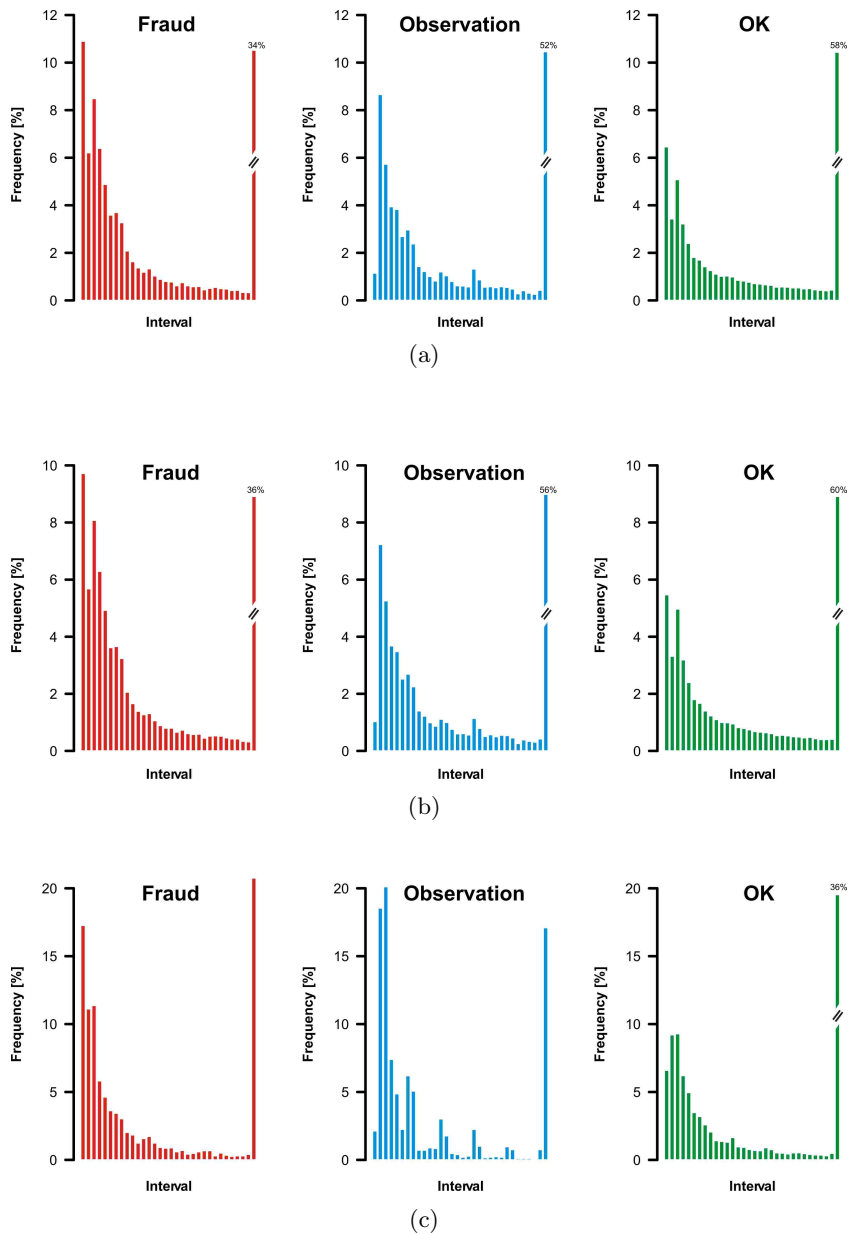 Fraud
34%
Frequency [%]
12
10
8
6
4
2
0
Interval
Observation
52%
Frequency [%]
12
10
8
6
4
2
0
Interval
OK
58%
Frequency [%]
12
10
8
6
4
2
0
Interval
(a)
Fraud
36%
Frequency [%]
10
8
6
4
2
0
Interval
Observation
56%
Frequency [%]
10
8
6
4
2
0
Interval
OK
60%
Frequency [%]
10
8
6
4
2
0
Interval
(b)
Fraud
Frequency [%]
20
15
10
5
0
Interval
Observation
Frequency [%]
20
15
10
5
0
Interval
OK
36%
Frequency [%]
20
15
10
5
0
Interval
(c)